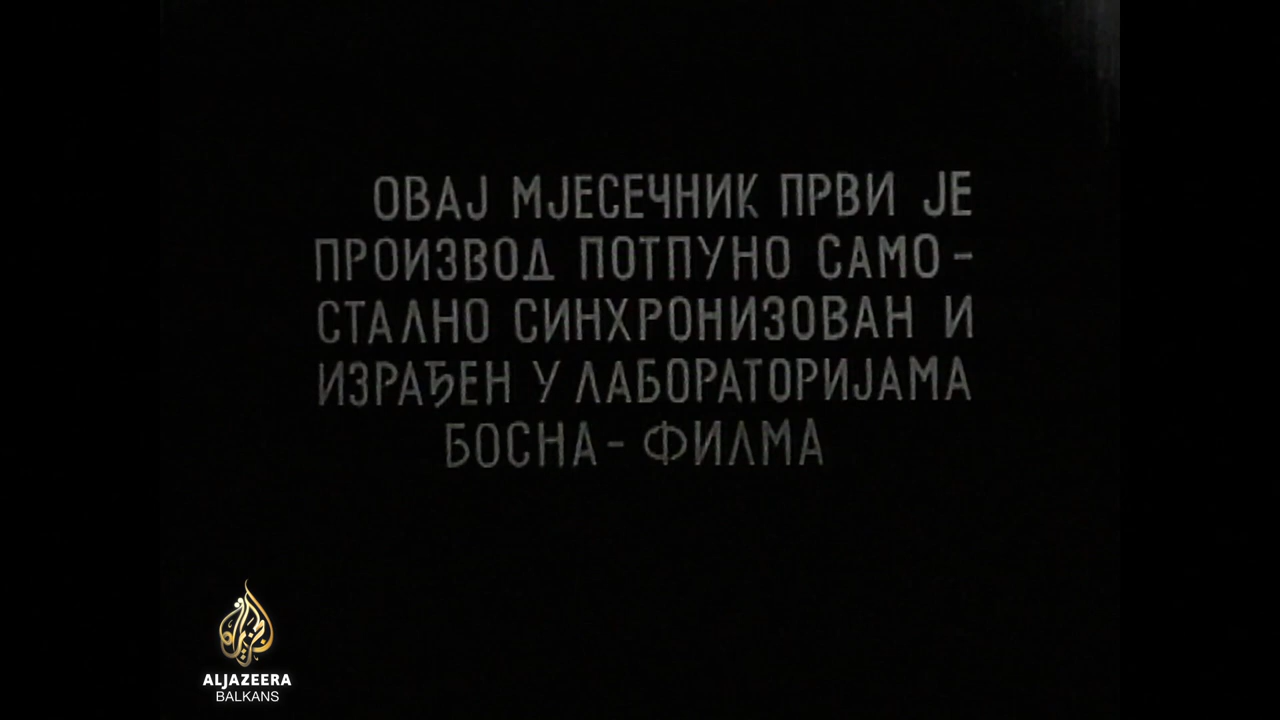 ОВАЈ МЈЕСЕЧНИК ПРВИ ЈЕ
ПРОИЗВОД ПОТПУНО САМО-
СТАЛНО СИНХРОНИЗОВАН И
ИЗРАЂЕН У ЛАБОРАТОРИЈАМА
БОСНА-ФИЛМА
ALJAZEERA
BALKANS